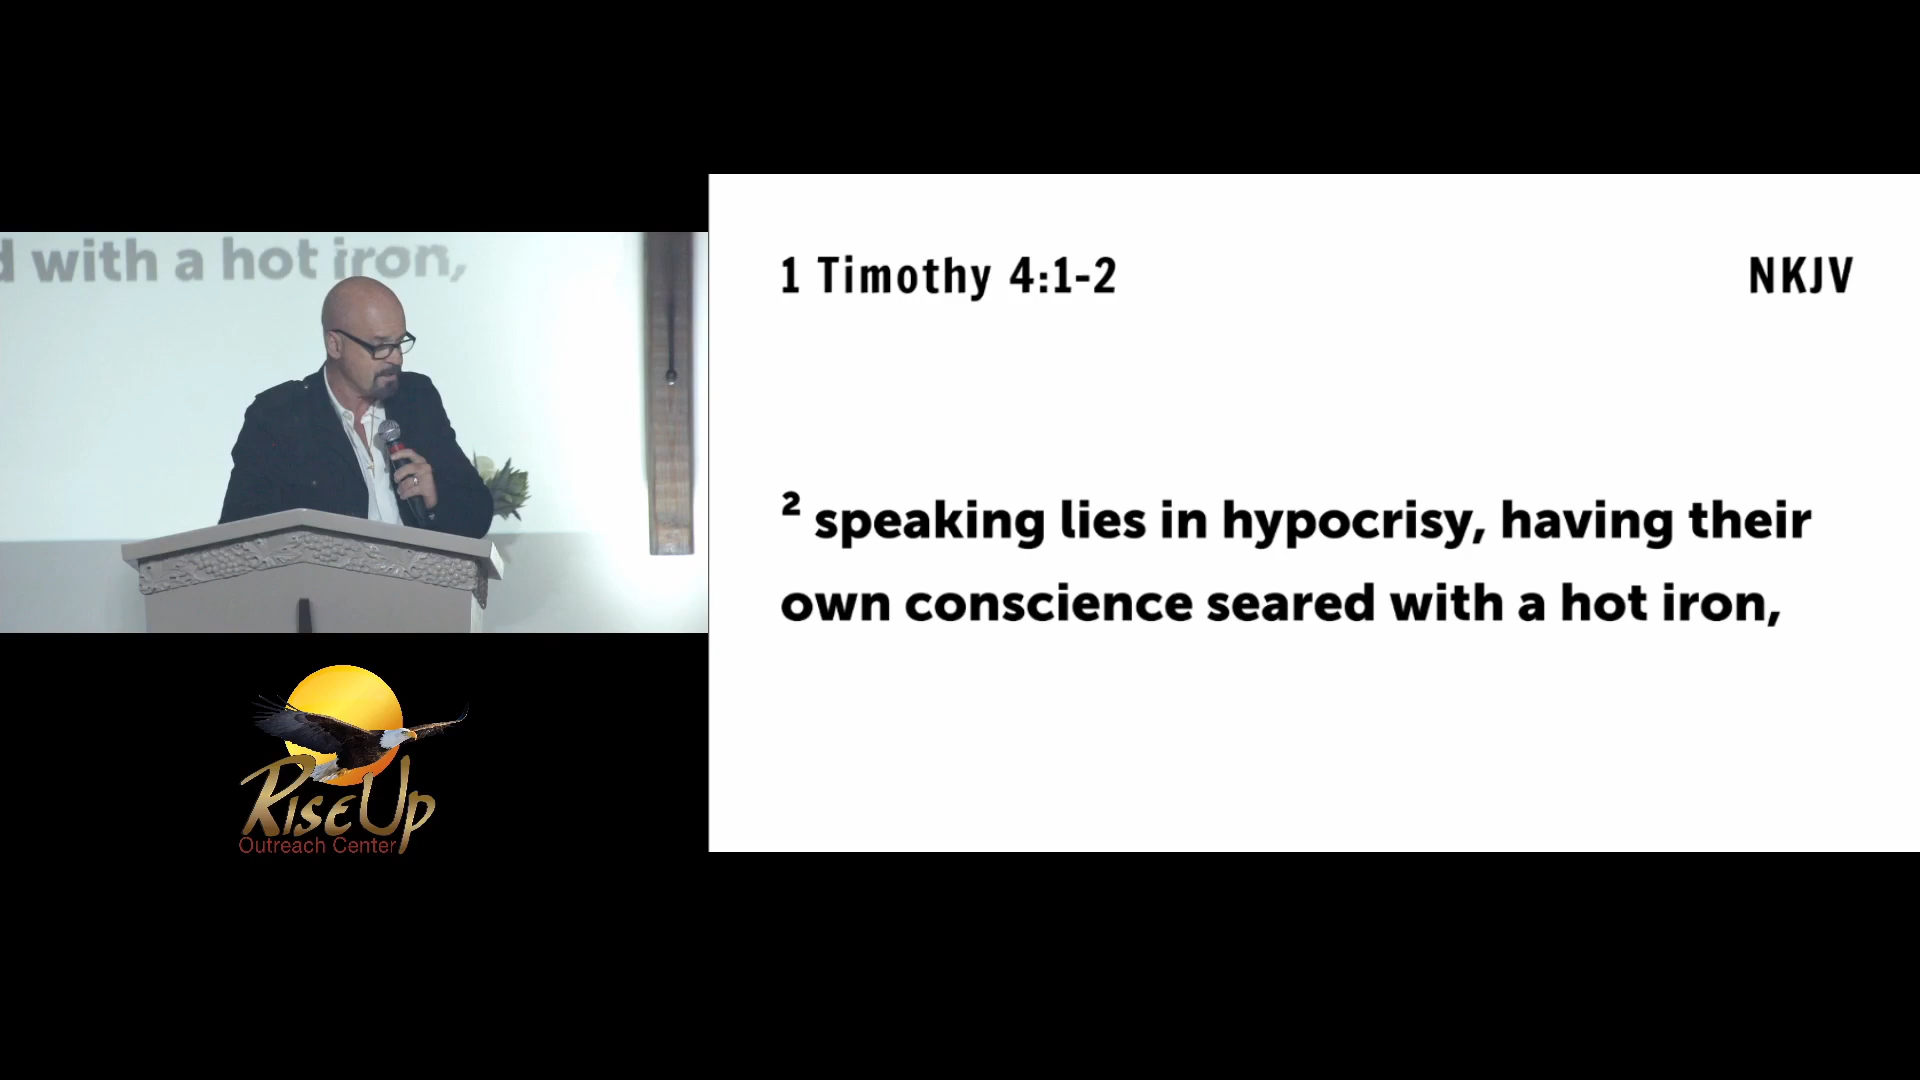 d with a hot iron,
1 Timothy 4:1-2
NKJV
² speaking lies in hypocrisy, having their
own conscience seared with a hot iron,
RiseUp
Outreach Center